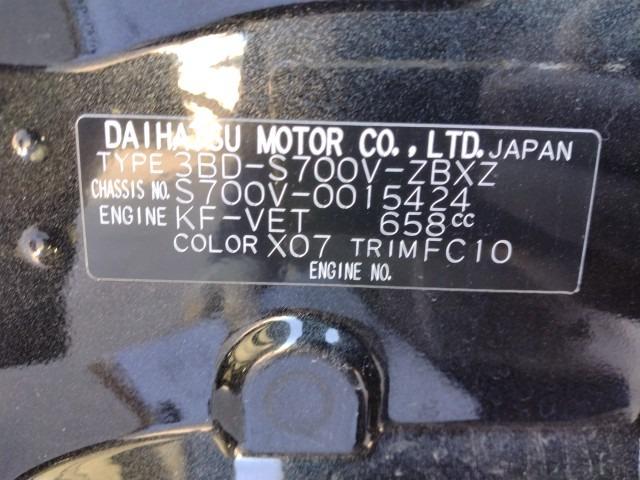 DAIHATSU MOTOR CO., LTD. JAPAN
TYPE 3BD-S700V-ZBXZ
CHASSIS NO. S700V-0015424
ENGINE KF-VET 658cc
COLOR X07 TRIM FC10
ENGINE NO.